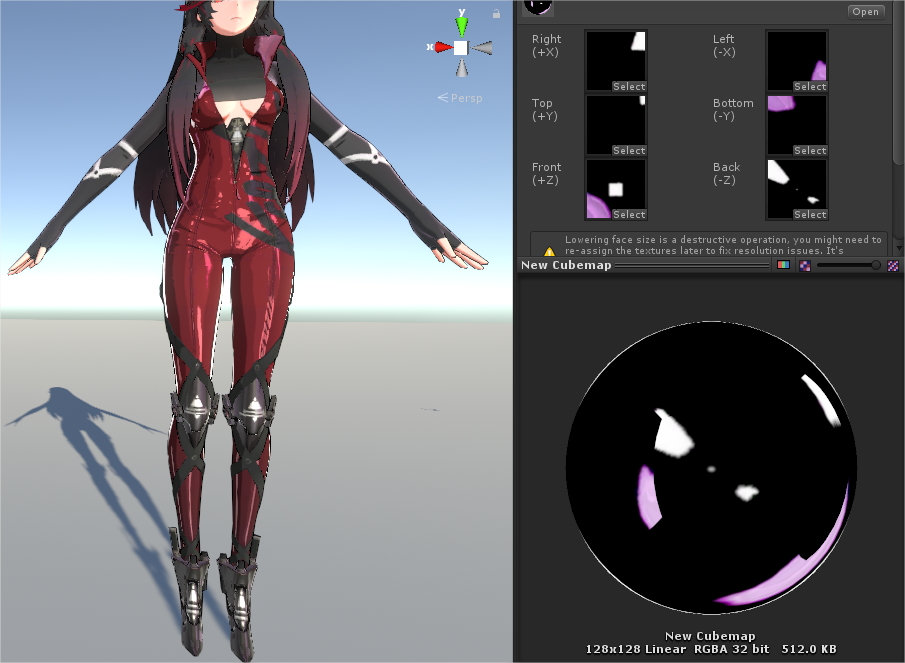 Open
Right
(+X)
Select
Left
(-X)
Select
Top
(+Y)
Select
Bottom
(-Y)
Select
Front
(+Z)
Select
Back
(-Z)
Select
Lowering face size is a destructive operation, you might need to
re-assign the textures later to fix resolution issues. It's
New Cubemap
y
x
Persp
New Cubemap
128x128 Linear RGBA 32 bit 512.0 KB